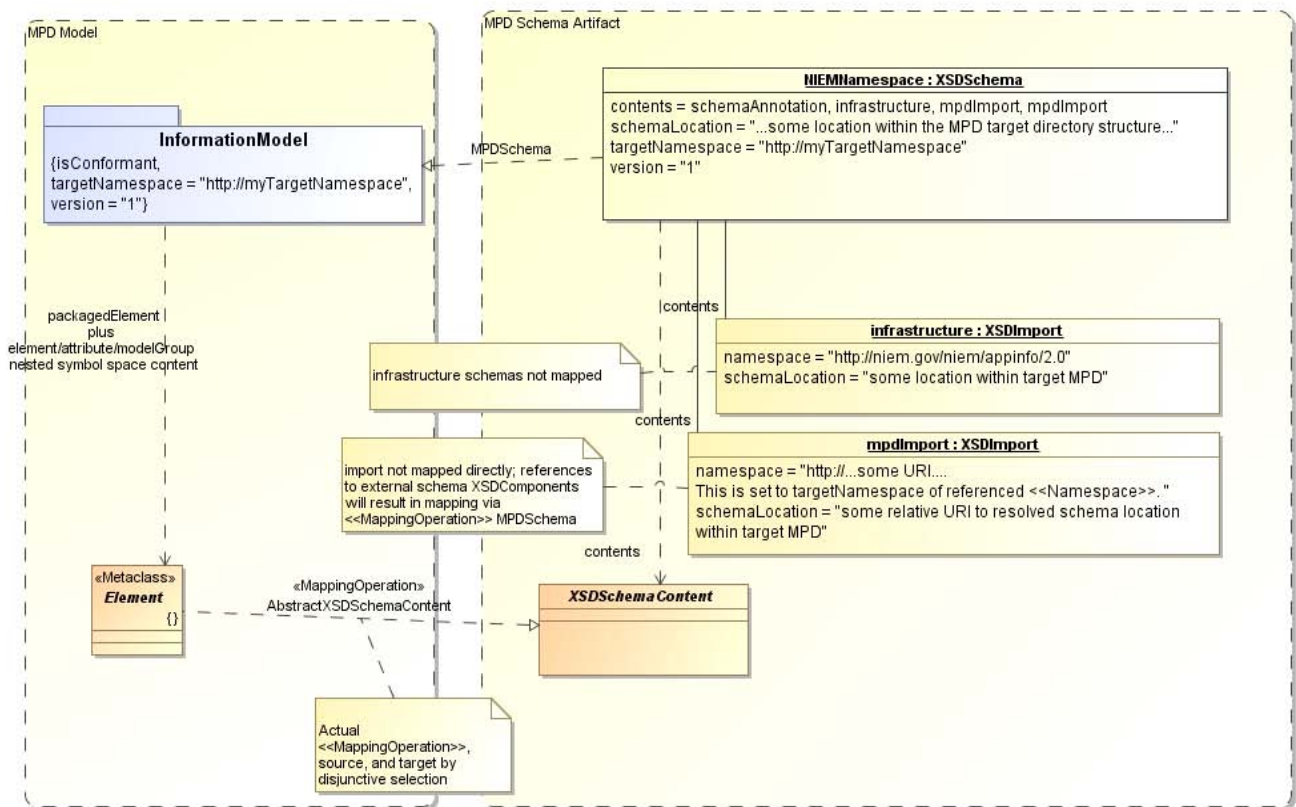 MPD Model
MPD Schema Artifact
NIEMNamespace : XSDSchema
contents = schemaAnnotation, infrastructure, mpdImport, mpdImport
schemaLocation = "...some location within the MPD target directory structure..."
targetNamespace = "http://myTargetNamespace"
version = "1"
InformationModel
{isConformant,
targetNamespace = "http://myTargetNamespace",
version = "1"}
MPDSchema
packagedElement
plus
element/attribute/modelGroup
nested symbol space content
contents
infrastructure : XSDImport
namespace = "http://niem.gov/niem/appinfo/2.0"
schemaLocation = "some location within target MPD"
infrastructure schemas not mapped
contents
mpdImport : XSDImport
namespace = "http://...some URI....
This is set to targetNamespace of referenced <<Namespace>>. "
schemaLocation = "some relative URI to resolved schema location
within target MPD"
import not mapped directly; references
to external schema XSDComponents
will result in mapping via
<<MappingOperation>> MPDSchema
contents
«Metaclass»
Element
{}
«MappingOperation»
AbstractXSDSchemaContent
XSDSchemaContent
Actual
<<MappingOperation>>,
source, and target by
disjunctive selection